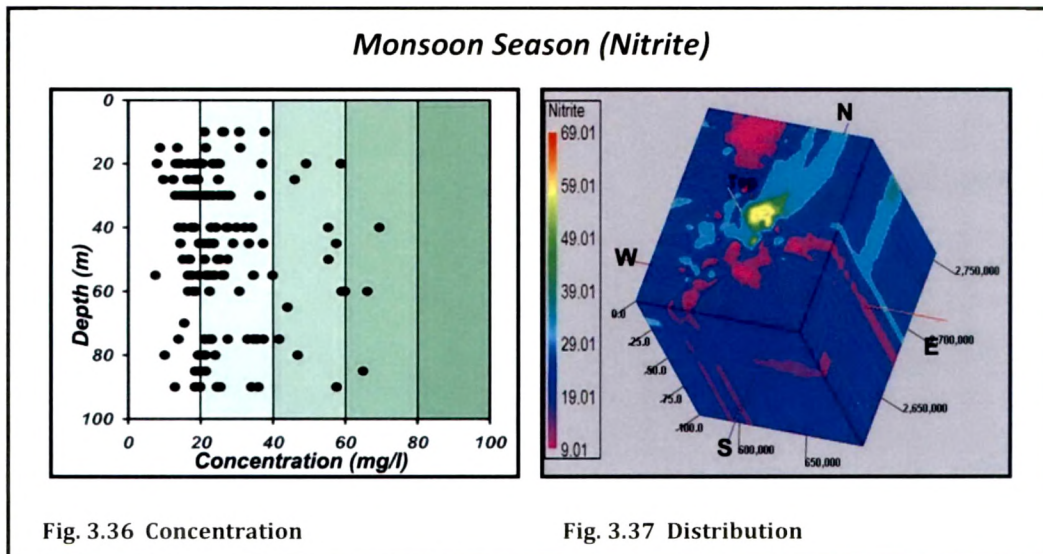 Monsoon Season (Nitrite)
0
20
40
60
80
100
Depth (m)
0 20 40 60 80 100
Concentration (mg/l)
Nitrite
69.01
59.01
49.01
39.01
29.01
19.01
9.01
N
W
E
S
0.0
-25.0
-50.0
-75.0
-100.0
600,000
650,000
2,650,000
2,750,000
Fig. 3.36 Concentration
Fig. 3.37 Distribution